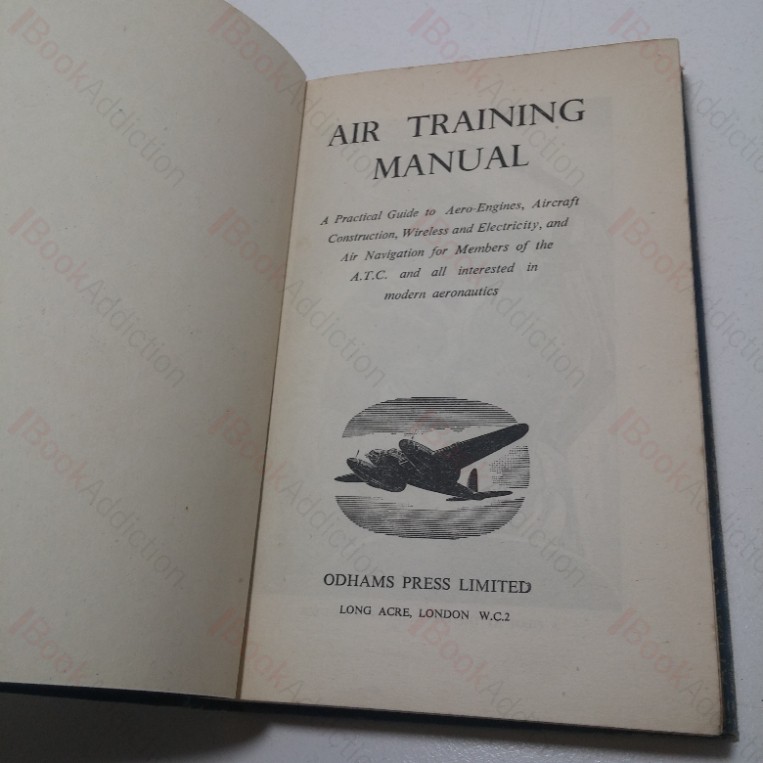 AIR TRAINING
MANUAL
A Practical Guide to Aero-Engines, Aircraft
Construction, Wireless and Electricity, and
Air Navigation for Members of the
A.T.C. and all interested in
modern aeronautics
ODHAMS PRESS LIMITED
LONG ACRE, LONDON W.C.2
BookAddiction